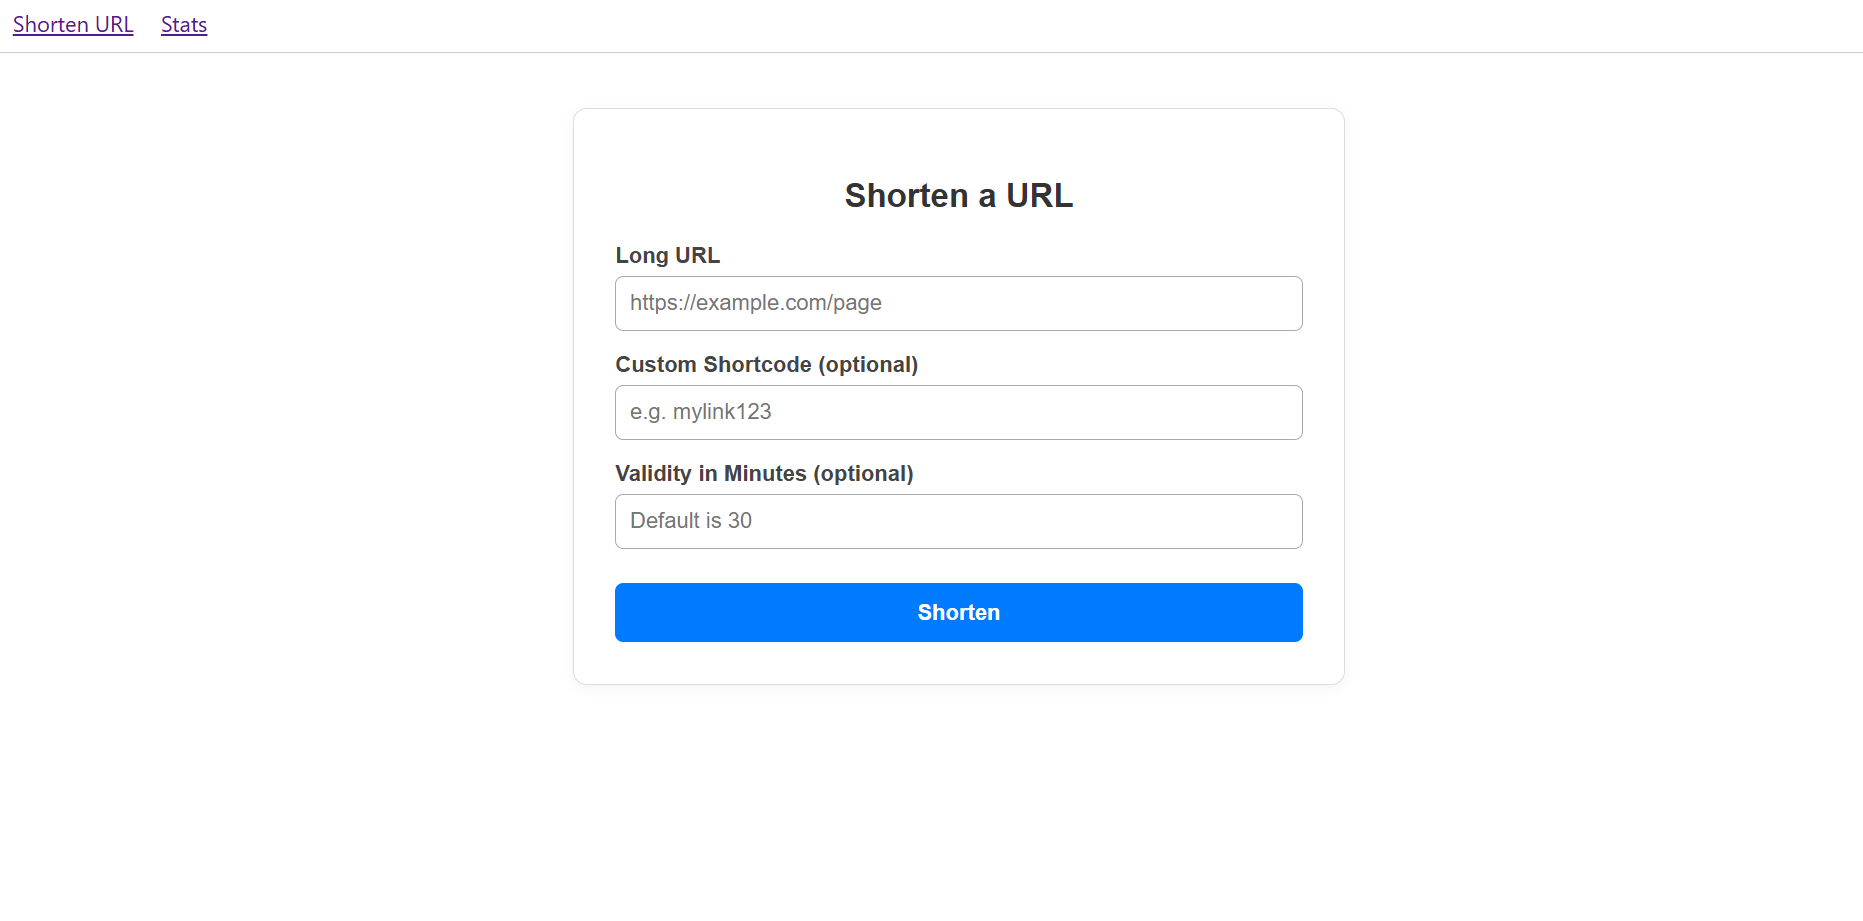 Shorten URL Stats
Shorten a URL
Long URL
https://example.com/page
Custom Shortcode (optional)
e.g. mylink123
Validity in Minutes (optional)
Default is 30
Shorten